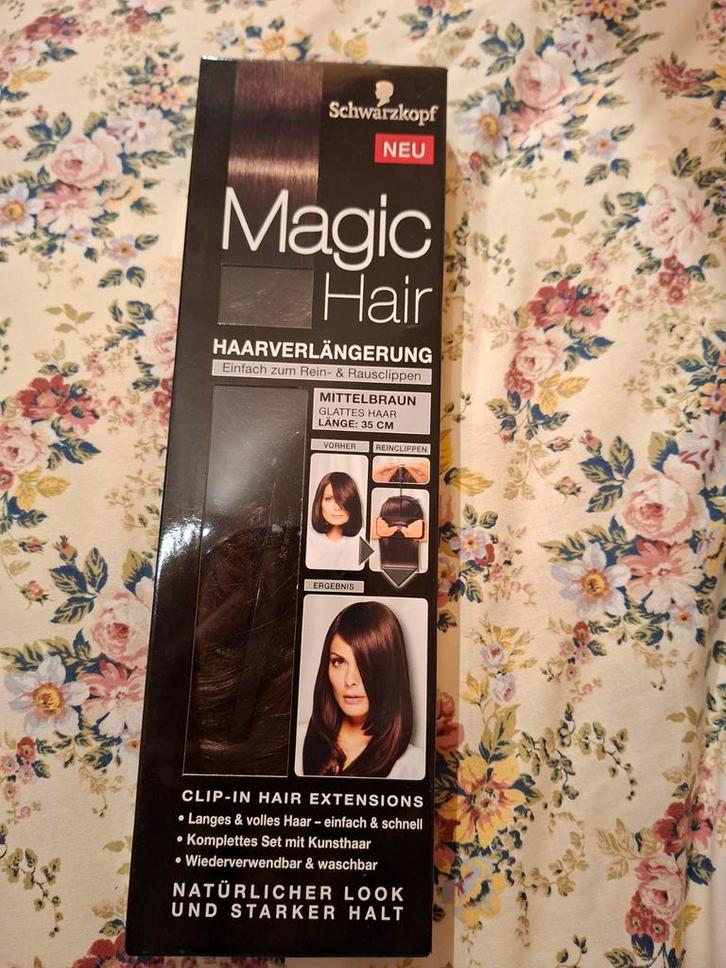 Schwarzkopf
NEU
Magic
Hair
HAARVERLÄNGERUNG
Einfach zum Rein- & Rausclippen
MITTELBRAUN
GLATTES HAAR
LÄNGE: 35 CM
VORHER
REINCLIPPEN
ERGEBNIS
CLIP-IN HAIR EXTENSIONS
• Langes & volles Haar – einfach & schnell
• Komplettes Set mit Kunsthaar
• Wiederverwendbar & waschbar
NATÜRLICHER LOOK
UND STARKER HALT